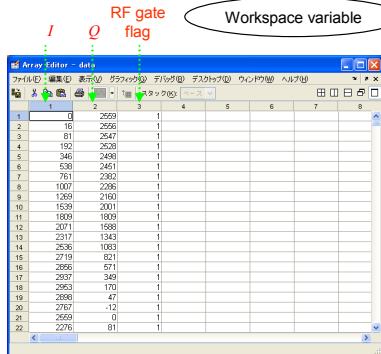 RF gate
Workspace variable
I Q flag
Array Editor - data
ファイル(F) 編集(E) 表示(V) グラフィックス(G) デバッグ(B) デスクトップ(D) ウィンドウ(W) ヘルプ(H)
スタック(K): ベース
1 2 3 4 5 6 7 8
1 0 2559 1
2 16 2556 1
3 81 2547 1
4 192 2528 1
5 346 2498 1
6 538 2451 1
7 761 2382 1
8 1007 2286 1
9 1269 2160 1
10 1539 2001 1
11 1809 1809 1
12 2071 1588 1
13 2317 1343 1
14 2536 1083 1
15 2719 821 1
16 2856 571 1
17 2937 349 1
18 2953 170 1
19 2898 47 1
20 2767 -12 1
21 2559 0 1
22 2276 81 1